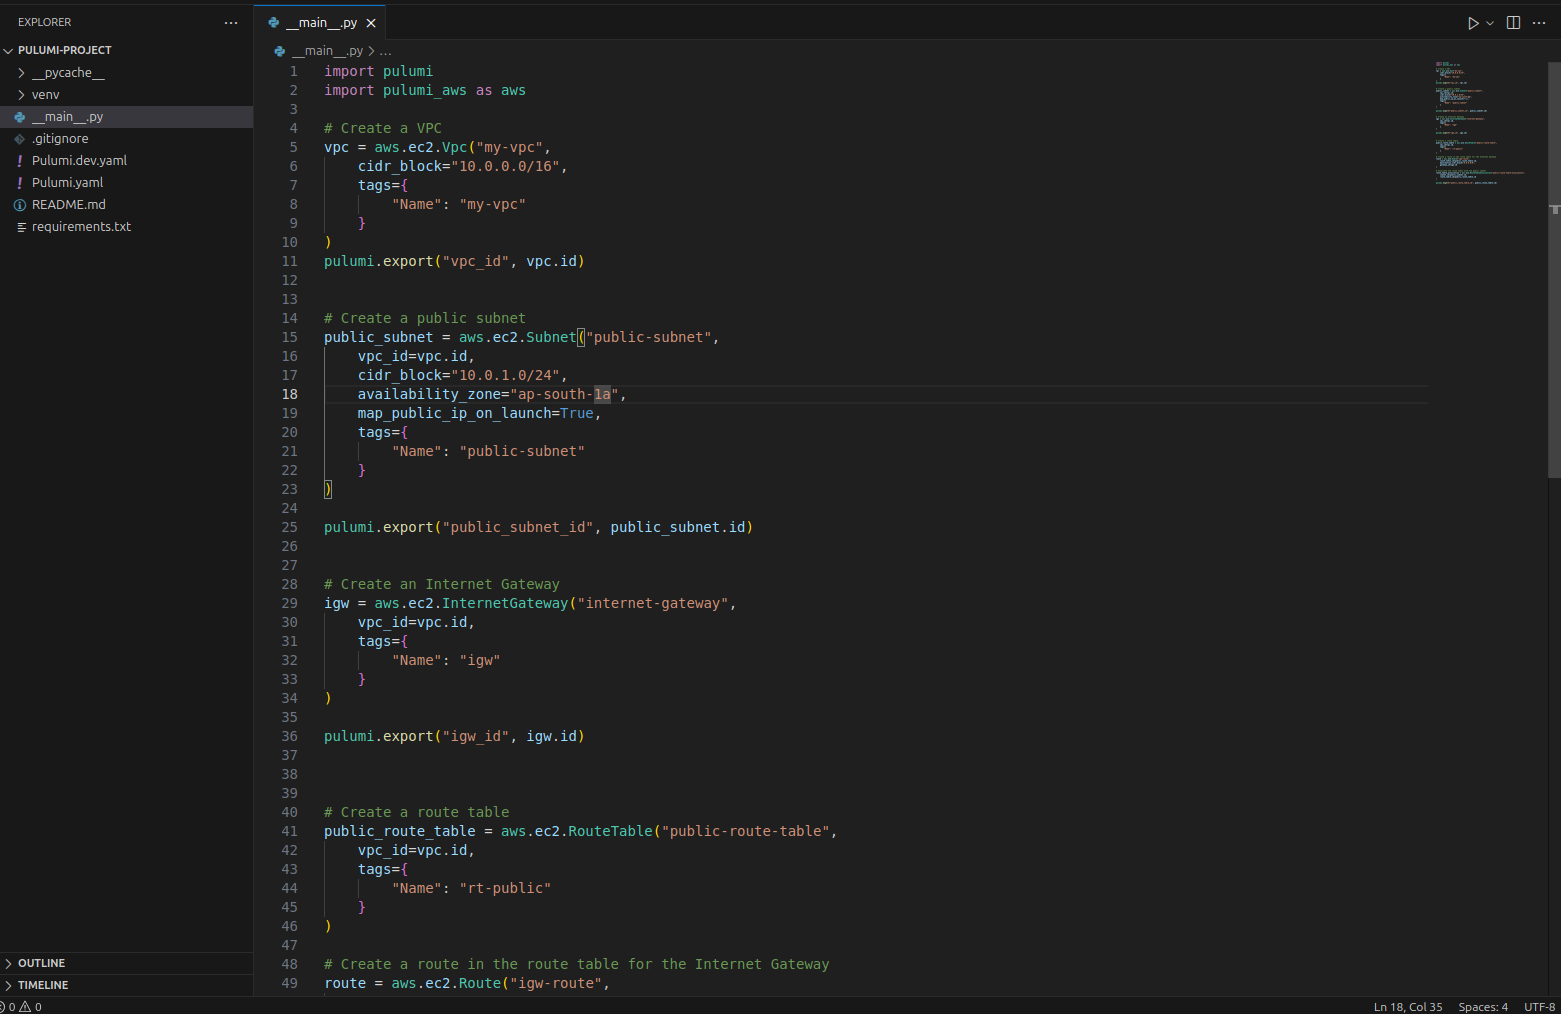 EXPLORER
PULUMI-PROJECT
__pycache__
venv
__main__.py
.gitignore
Pulumi.dev.yaml
Pulumi.yaml
README.md
requirements.txt
OUTLINE
TIMELINE
__main__.py
__main__.py > ...
1 import pulumi
2 import pulumi_aws as aws
3
4 # Create a VPC
5 vpc = aws.ec2.Vpc("my-vpc",
6     cidr_block="10.0.0.0/16",
7     tags={
8         "Name": "my-vpc"
9     }
10 )
11 pulumi.export("vpc_id", vpc.id)
12
13
14 # Create a public subnet
15 public_subnet = aws.ec2.Subnet("public-subnet",
16     vpc_id=vpc.id,
17     cidr_block="10.0.1.0/24",
18     availability_zone="ap-south-1a",
19     map_public_ip_on_launch=True,
20     tags={
21         "Name": "public-subnet"
22     }
23 )
24
25 pulumi.export("public_subnet_id", public_subnet.id)
26
27
28 # Create an Internet Gateway
29 igw = aws.ec2.InternetGateway("internet-gateway",
30     vpc_id=vpc.id,
31     tags={
32         "Name": "igw"
33     }
34 )
35
36 pulumi.export("igw_id", igw.id)
37
38
39
40 # Create a route table
41 public_route_table = aws.ec2.RouteTable("public-route-table",
42     vpc_id=vpc.id,
43     tags={
44         "Name": "rt-public"
45     }
46 )
47
48 # Create a route in the route table for the Internet Gateway
49 route = aws.ec2.Route("igw-route",
0 0
Ln 18, Col 35 Spaces: 4 UTF-8